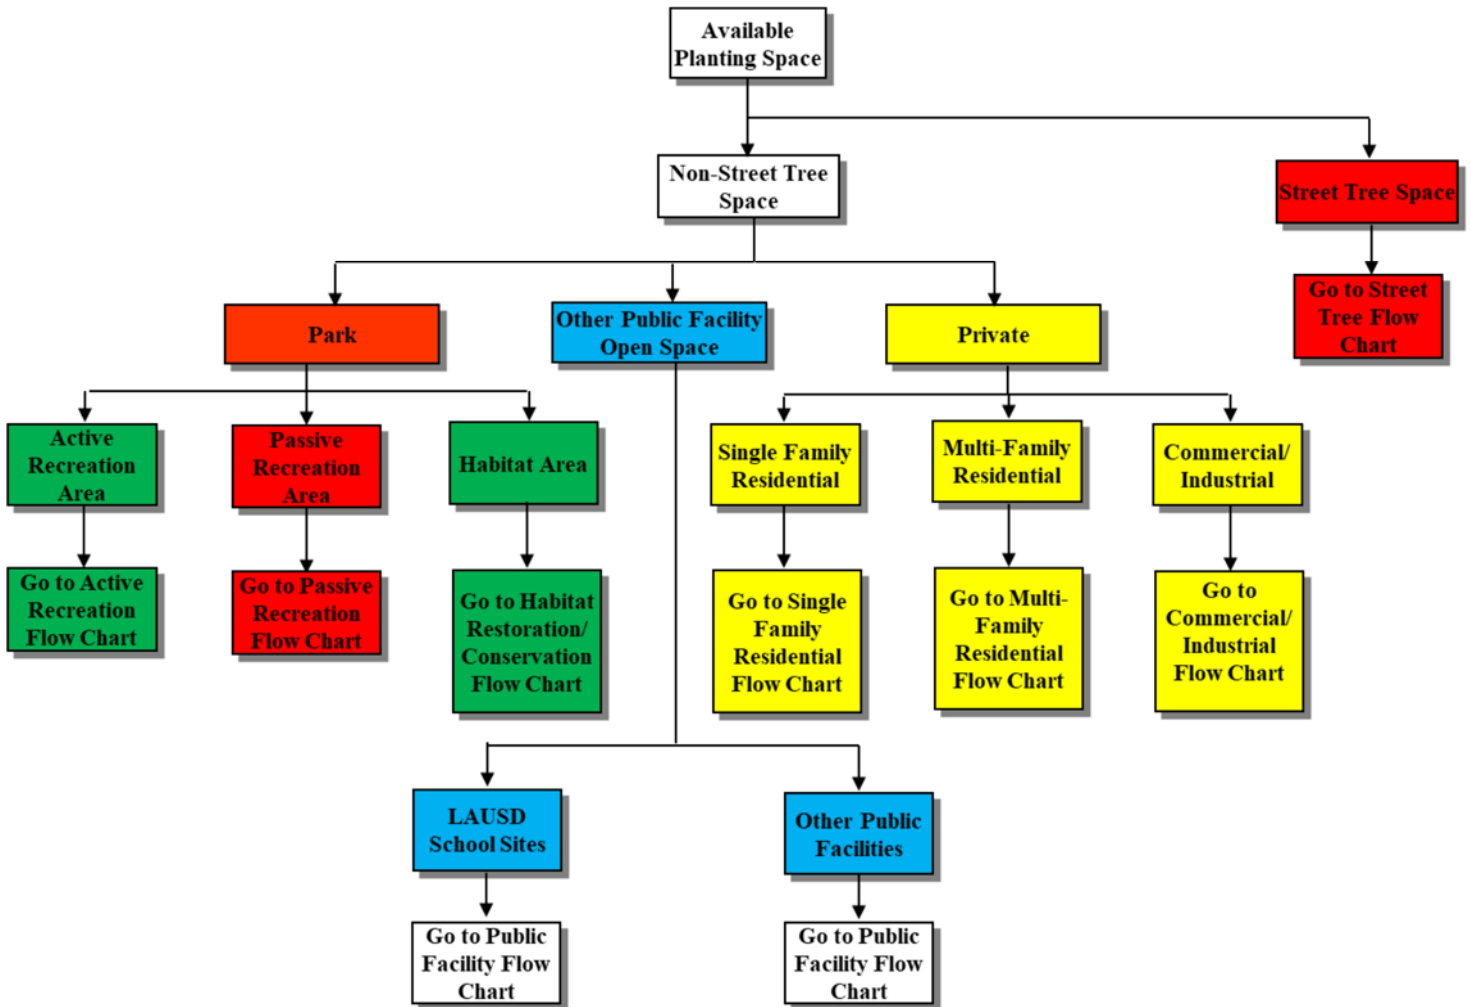 Available
Planting Space
Non-Street Tree
Space
Street Tree Space
Go to Street
Tree Flow
Chart
Park
Other Public Facility
Open Space
Private
Active
Recreation
Area
Passive
Recreation
Area
Habitat Area
Single Family
Residential
Multi-Family
Residential
Commercial/
Industrial
Go to Active
Recreation
Flow Chart
Go to Passive
Recreation
Flow Chart
Go to Habitat
Restoration/
Conservation
Flow Chart
Go to Single
Family
Residential
Flow Chart
Go to Multi-
Family
Residential
Flow Chart
Go to
Commercial/
Industrial
Flow Chart
LAUSD
School Sites
Other Public
Facilities
Go to Public
Facility Flow
Chart
Go to Public
Facility Flow
Chart